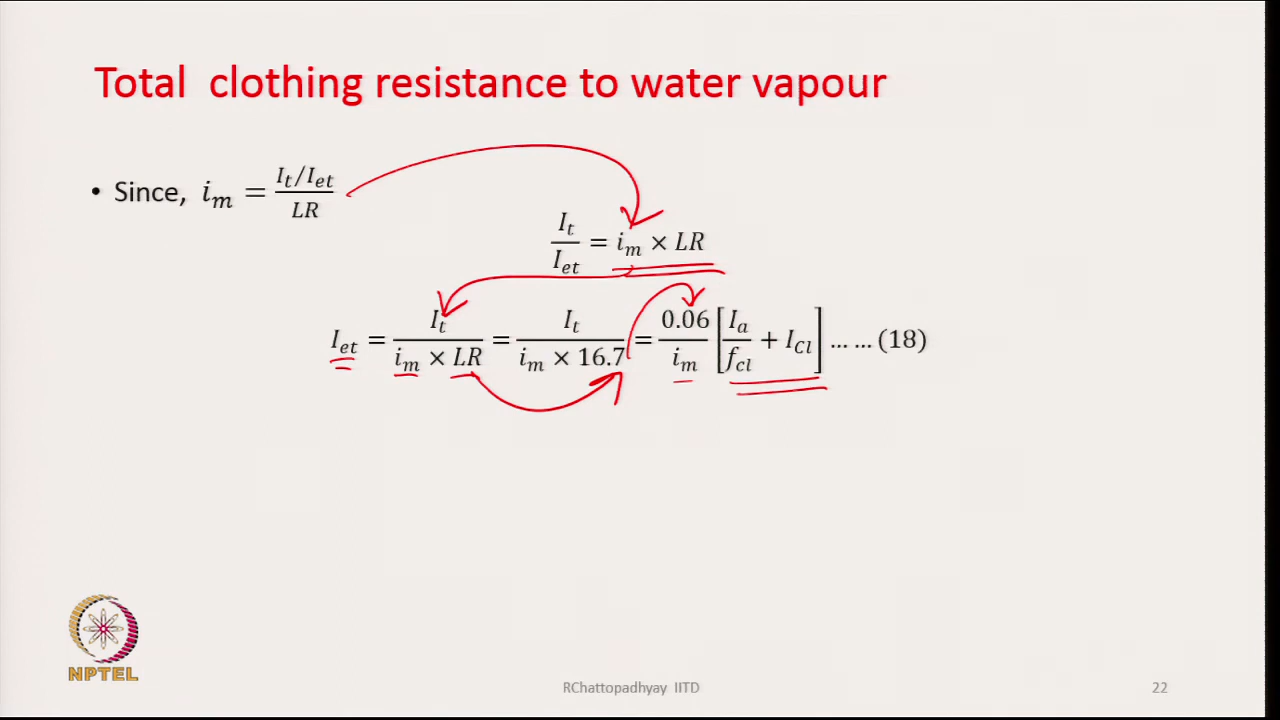 Total clothing resistance to water vapour
• Since, i_m = (I_t/I_et)/LR
I_t/I_et = i_m × LR
I_et = I_t/(i_m × LR) = I_t/(i_m × 16.7) = 0.06/i_m [I_a/f_cl + I_Cl] … … (18)
NPTEL
RChattopadhyay IITD
22